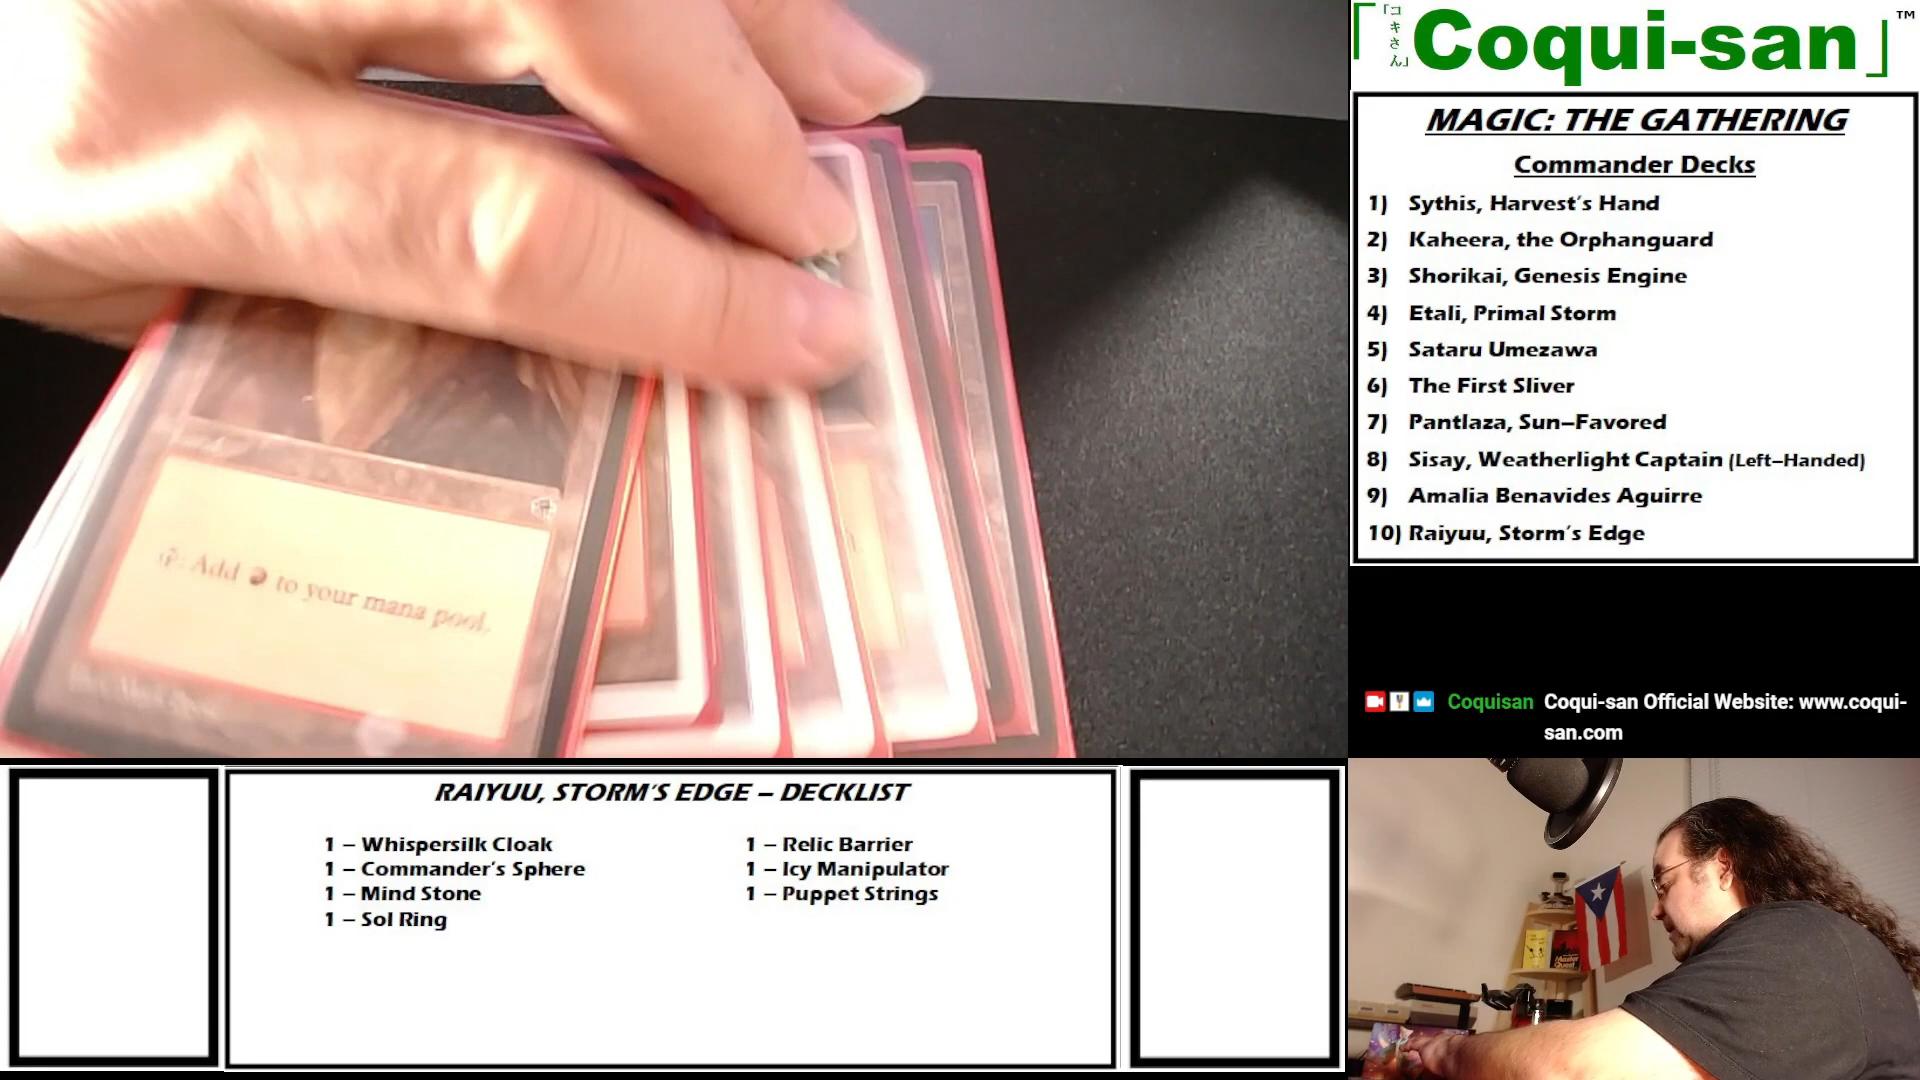 「コキさん」
「Coqui-san」™
MAGIC: THE GATHERING
Commander Decks
1) Sythis, Harvest's Hand
2) Kaheera, the Orphanguard
3) Shorikai, Genesis Engine
4) Etali, Primal Storm
5) Sataru Umezawa
6) The First Sliver
7) Pantlaza, Sun-Favored
8) Sisay, Weatherlight Captain (Left-Handed)
9) Amalia Benavides Aguirre
10) Raiyuu, Storm's Edge
: Add to your mana pool.
Coquisan Coqui-san Official Website: www.coqui-
san.com
RAIYUU, STORM'S EDGE – DECKLIST
1 – Whispersilk Cloak
1 – Commander's Sphere
1 – Mind Stone
1 – Sol Ring
1 – Relic Barrier
1 – Icy Manipulator
1 – Puppet Strings